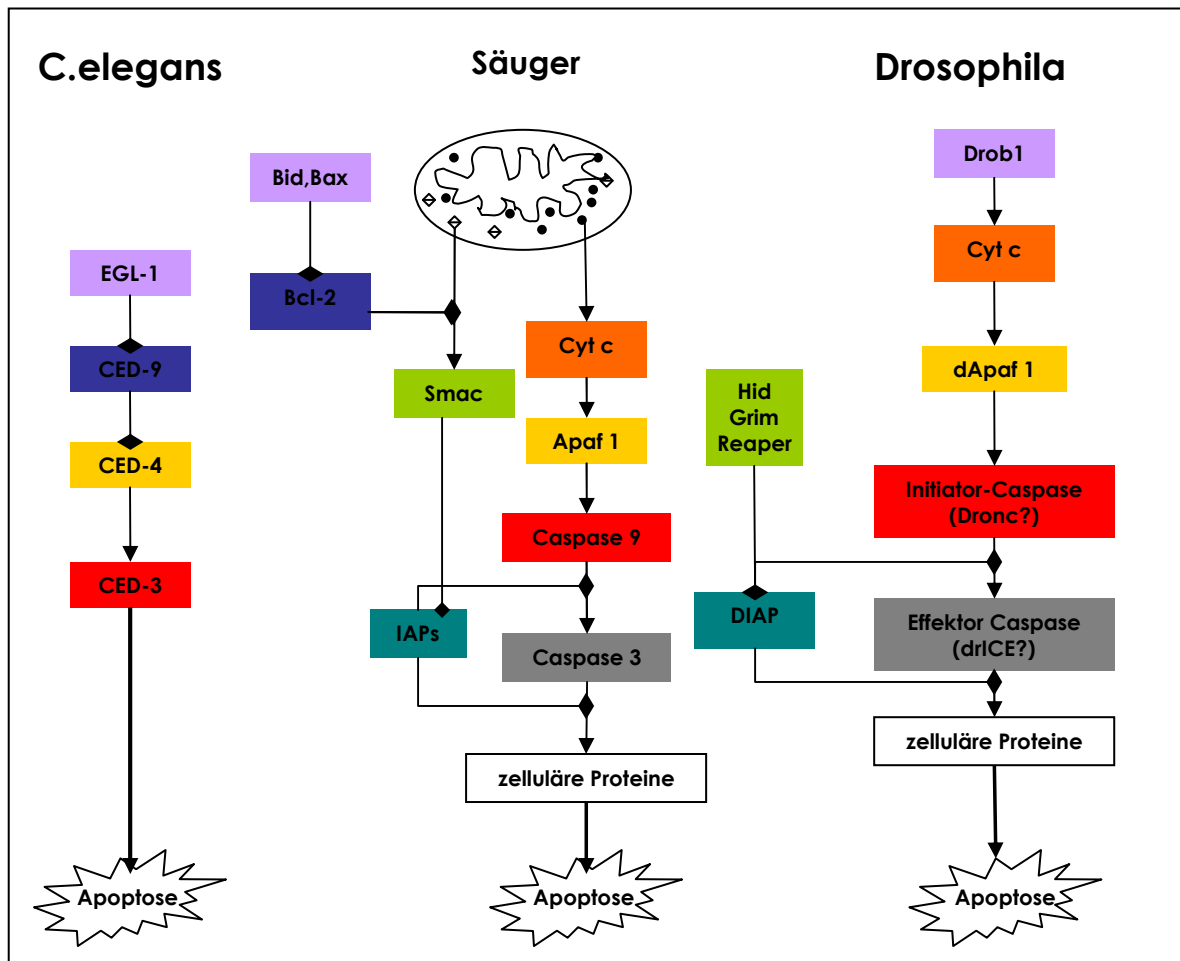 C.elegans
EGL-1
CED-9
CED-4
CED-3
Apoptose
Säuger
Bid,Bax
Bcl-2
Cyt c
Smac
Apaf 1
Caspase 9
IAPs
Caspase 3
zelluläre Proteine
Apoptose
Drosophila
Drob1
Cyt c
dApaf 1
Hid
Grim
Reaper
Initiator-Caspase
(Dronc?)
DIAP
Effektor Caspase
(drICE?)
zelluläre Proteine
Apoptose